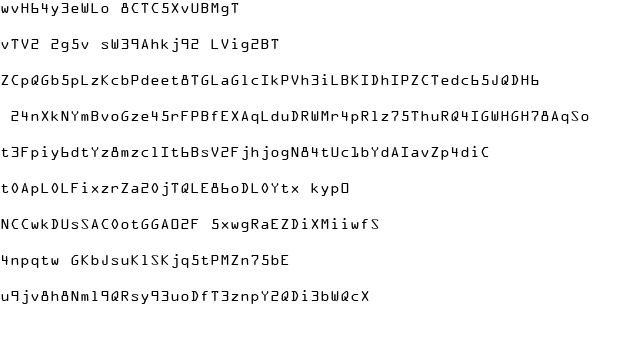 wvH64y3eWLo 8CTC5XvUBMgT
vTV2 2g5v sW39Ahkj92 LVig2BT
ZCpQGb5pLzKcbPdeet8TGLaGlcIkPVh3iLBKIDhIPZCTedc65JQDH6
24nXkNYmBvoGze45rFPBfEXAqLduDRWMr4pRlz75ThuRQ4IGWHGH78AqSo
t3Fpiy6dtYz8mzclIt6BsV2FjhjogN84tUc1bYdAIavZp4diC
t0ApL0LFixzrZa20jTQLE86oDL0Ytx kyp0
NCCwkDUsSAC0otGGA02F 5xwgRaEZDiXMiiwfS
4npqtw GKbJsuKlSKjq5tPMZn75bE
u9jv8h8Nml9QRsy93uoDfT3znpY2QDi3bWQcX